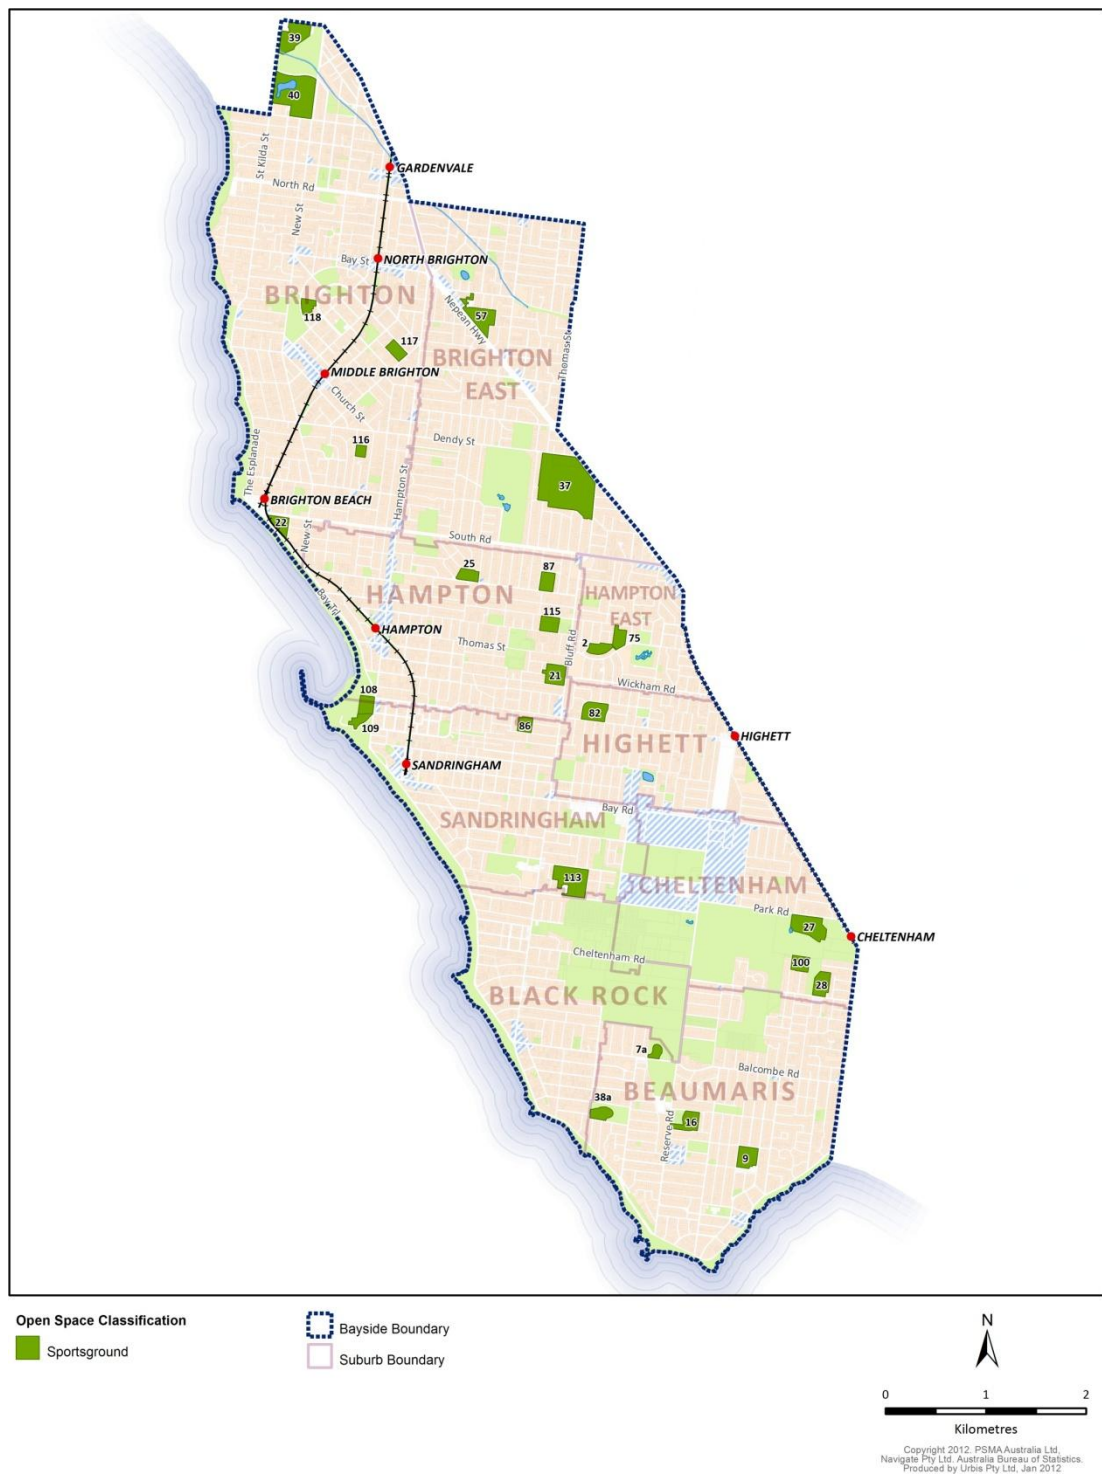 39
40
St Kilda St
GARDENVALE
North Rd
New St
Bay St
NORTH BRIGHTON
BRIGHTON
118
117
57
Nepean Hwy
Thomas St
BRIGHTON
EAST
MIDDLE BRIGHTON
Church St
116
Dendy St
The Esplanade
Hampton St
37
BRIGHTON BEACH
22
New St
South Rd
25
87
HAMPTON
HAMPTON
EAST
Bay Trl
115
HAMPTON
Thomas St
Bluff Rd
2
75
21
Wickham Rd
108
109
86
82
HIGHETT
HIGHETT
SANDRINGHAM
SANDRINGHAM
Bay Rd
113
CHELTENHAM
Park Rd
27
CHELTENHAM
Cheltenham Rd
100
28
BLACK ROCK
7a
Balcombe Rd
BEAUMARIS
38a
16
Reserve Rd
9
Open Space Classification
Sportsground
Bayside Boundary
Suburb Boundary
N
0 1 2
Kilometres
Copyright 2012. PSMA Australia Ltd,
Navigate Pty Ltd. Australia Bureau of Statistics.
Produced by Urbis Pty Ltd, Jan 2012